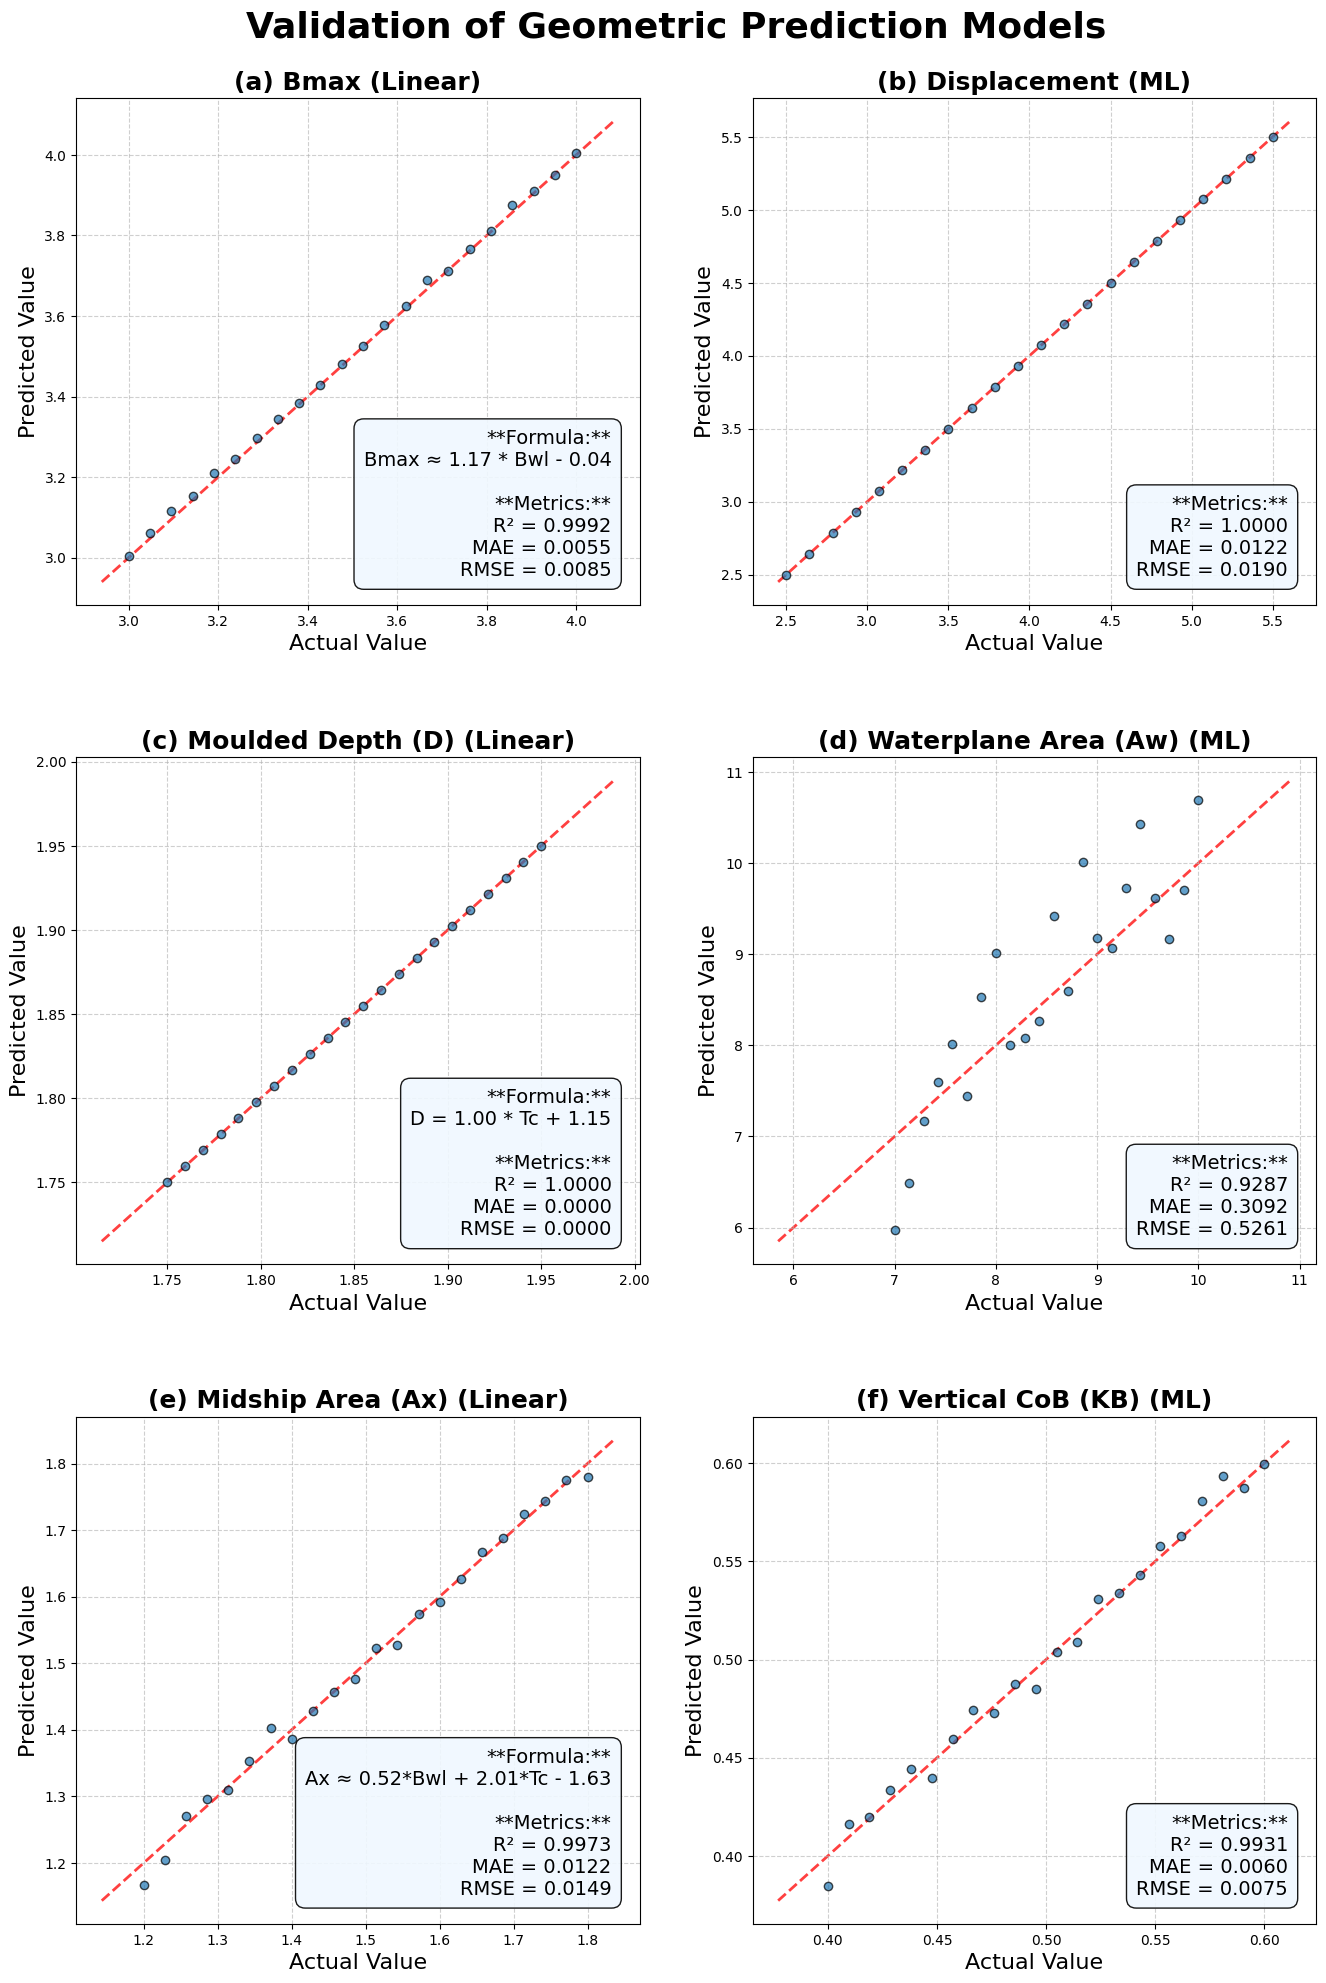 Validation of Geometric Prediction Models
(a) Bmax (Linear)
Predicted Value
4.0
3.8
3.6
3.4
3.2
3.0
**Formula:**
Bmax ≈ 1.17 * Bwl - 0.04
**Metrics:**
R² = 0.9992
MAE = 0.0055
RMSE = 0.0085
3.0 3.2 3.4 3.6 3.8 4.0
Actual Value
(b) Displacement (ML)
Predicted Value
5.5
5.0
4.5
4.0
3.5
3.0
2.5
**Metrics:**
R² = 1.0000
MAE = 0.0122
RMSE = 0.0190
2.5 3.0 3.5 4.0 4.5 5.0 5.5
Actual Value
(c) Moulded Depth (D) (Linear)
Predicted Value
2.00
1.95
1.90
1.85
1.80
1.75
**Formula:**
D = 1.00 * Tc + 1.15
**Metrics:**
R² = 1.0000
MAE = 0.0000
RMSE = 0.0000
1.75 1.80 1.85 1.90 1.95 2.00
Actual Value
(d) Waterplane Area (Aw) (ML)
Predicted Value
11
10
9
8
7
6
**Metrics:**
R² = 0.9287
MAE = 0.3092
RMSE = 0.5261
6 7 8 9 10 11
Actual Value
(e) Midship Area (Ax) (Linear)
Predicted Value
1.8
1.7
1.6
1.5
1.4
1.3
1.2
**Formula:**
Ax ≈ 0.52*Bwl + 2.01*Tc - 1.63
**Metrics:**
R² = 0.9973
MAE = 0.0122
RMSE = 0.0149
1.2 1.3 1.4 1.5 1.6 1.7 1.8
Actual Value
(f) Vertical CoB (KB) (ML)
Predicted Value
0.60
0.55
0.50
0.45
0.40
**Metrics:**
R² = 0.9931
MAE = 0.0060
RMSE = 0.0075
0.40 0.45 0.50 0.55 0.60
Actual Value